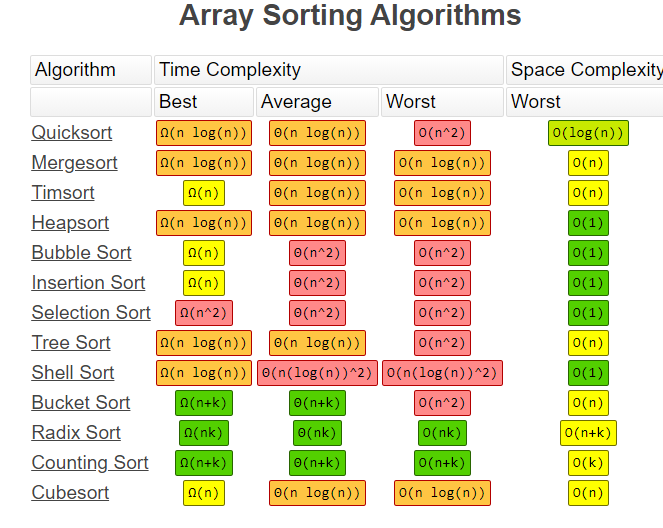 Array Sorting Algorithms
Algorithm Time Complexity Space Complexity
Best Average Worst Worst
Quicksort Ω(n log(n)) Θ(n log(n)) O(n^2) O(log(n))
Mergesort Ω(n log(n)) Θ(n log(n)) O(n log(n)) O(n)
Timsort Ω(n) Θ(n log(n)) O(n log(n)) O(n)
Heapsort Ω(n log(n)) Θ(n log(n)) O(n log(n)) O(1)
Bubble Sort Ω(n) Θ(n^2) O(n^2) O(1)
Insertion Sort Ω(n) Θ(n^2) O(n^2) O(1)
Selection Sort Ω(n^2) Θ(n^2) O(n^2) O(1)
Tree Sort Ω(n log(n)) Θ(n log(n)) O(n^2) O(n)
Shell Sort Ω(n log(n)) Θ(n(log(n))^2) O(n(log(n))^2) O(1)
Bucket Sort Ω(n+k) Θ(n+k) O(n^2) O(n)
Radix Sort Ω(nk) Θ(nk) O(nk) O(n+k)
Counting Sort Ω(n+k) Θ(n+k) O(n+k) O(k)
Cubesort Ω(n) Θ(n log(n)) O(n log(n)) O(n)